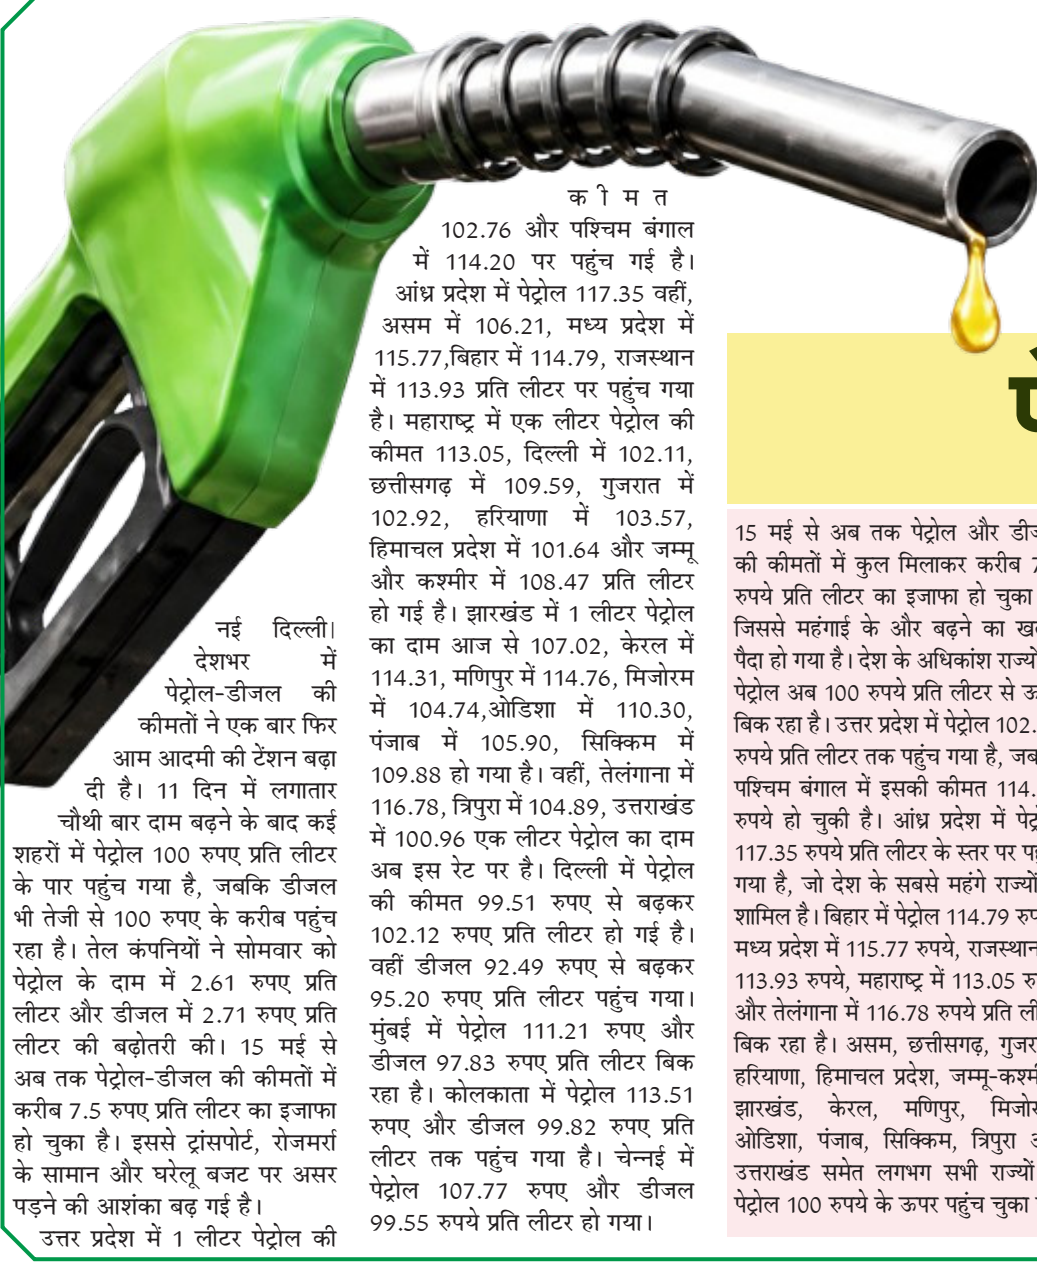 नई दिल्ली।
देशभर में
पेट्रोल-डीजल की
कीमतों ने एक बार फिर
आम आदमी की टेंशन बढ़ा
दी है। 11 दिन में लगातार
चौथी बार दाम बढ़ने के बाद कई
शहरों में पेट्रोल 100 रुपए प्रति लीटर
के पार पहुंच गया है, जबकि डीजल
भी तेजी से 100 रुपए के करीब पहुंच
रहा है। तेल कंपनियों ने सोमवार को
पेट्रोल के दाम में 2.61 रुपए प्रति
लीटर और डीजल में 2.71 रुपए प्रति
लीटर की बढ़ोतरी की। 15 मई से
अब तक पेट्रोल-डीजल की कीमतों में
करीब 7.5 रुपए प्रति लीटर का इजाफा
हो चुका है। इससे ट्रांसपोर्ट, रोजमर्रा
के सामान और घरेलू बजट पर असर
पड़ने की आशंका बढ़ गई है।
उत्तर प्रदेश में 1 लीटर पेट्रोल की
कीमत
102.76 और पश्चिम बंगाल
में 114.20 पर पहुंच गई है।
आंध्र प्रदेश में पेट्रोल 117.35 वहीं,
असम में 106.21, मध्य प्रदेश में
115.77,बिहार में 114.79, राजस्थान
में 113.93 प्रति लीटर पर पहुंच गया
है। महाराष्ट्र में एक लीटर पेट्रोल की
कीमत 113.05, दिल्ली में 102.11,
छत्तीसगढ़ में 109.59, गुजरात में
102.92, हरियाणा में 103.57,
हिमाचल प्रदेश में 101.64 और जम्मू
और कश्मीर में 108.47 प्रति लीटर
हो गई है। झारखंड में 1 लीटर पेट्रोल
का दाम आज से 107.02, केरल में
114.31, मणिपुर में 114.76, मिजोरम
में 104.74,ओडिशा में 110.30,
पंजाब में 105.90, सिक्किम में
109.88 हो गया है। वहीं, तेलंगाना में
116.78, त्रिपुरा में 104.89, उत्तराखंड
में 100.96 एक लीटर पेट्रोल का दाम
अब इस रेट पर है। दिल्ली में पेट्रोल
की कीमत 99.51 रुपए से बढ़कर
102.12 रुपए प्रति लीटर हो गई है।
वहीं डीजल 92.49 रुपए से बढ़कर
95.20 रुपए प्रति लीटर पहुंच गया।
मुंबई में पेट्रोल 111.21 रुपए और
डीजल 97.83 रुपए प्रति लीटर बिक
रहा है। कोलकाता में पेट्रोल 113.51
रुपए और डीजल 99.82 रुपए प्रति
लीटर तक पहुंच गया है। चेन्नई में
पेट्रोल 107.77 रुपए और डीजल
99.55 रुपये प्रति लीटर हो गया।
15 मई से अब तक पेट्रोल और
की कीमतों में कुल मिलाकर करीब
रुपये प्रति लीटर का इजाफा हो चुका
जिससे महंगाई के और बढ़ने का
पैदा हो गया है। देश के अधिकांश राज्यों
पेट्रोल अब 100 रुपये प्रति लीटर से
बिक रहा है। उत्तर प्रदेश में पेट्रोल 102.
रुपये प्रति लीटर तक पहुंच गया है,
पश्चिम बंगाल में इसकी कीमत 114.
रुपये हो चुकी है। आंध्र प्रदेश में
117.35 रुपये प्रति लीटर के स्तर पर
गया है, जो देश के सबसे महंगे राज्यों
शामिल है। बिहार में पेट्रोल 114.79
मध्य प्रदेश में 115.77 रुपये, राजस्थान
113.93 रुपये, महाराष्ट्र में 113.05
और तेलंगाना में 116.78 रुपये प्रति
बिक रहा है। असम, छत्तीसगढ़,
हरियाणा, हिमाचल प्रदेश,
झारखंड, केरल, मणिपुर,
ओडिशा, पंजाब, सिक्किम, त्रिपुरा
उत्तराखंड समेत लगभग सभी राज्यों
पेट्रोल 100 रुपये के ऊपर पहुंच चुका